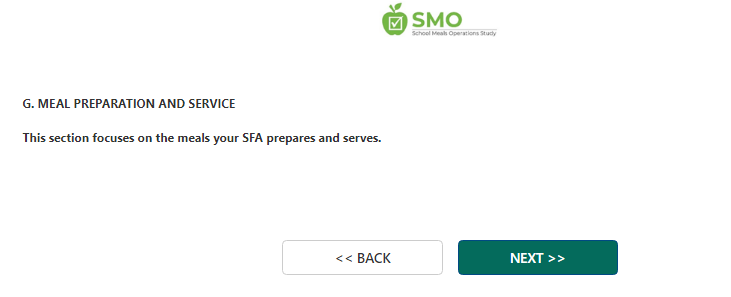 SMO
School Meals Operations Study
G. MEAL PREPARATION AND SERVICE
This section focuses on the meals your SFA prepares and serves.
<< BACK
NEXT >>